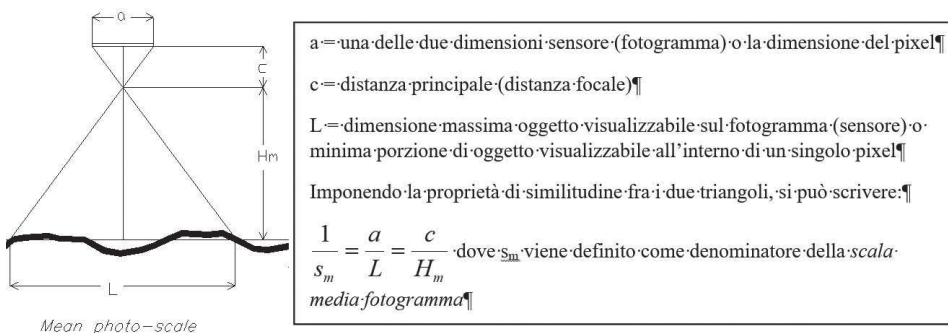 a
c
Hm
L
Mean photo-scale
a·=·una·delle·due·dimensioni·sensore·(fotogramma)·o·la·dimensione·del·pixel¶
c·=·distanza·principale·(distanza·focale)¶
L·=·dimensione·massima·oggetto·visualizzabile·sul·fotogramma·(sensore)·o·
minima·porzione·di·oggetto·visualizzabile·all’interno·di·un·singolo·pixel¶
Imponendo·la·proprietà·di·similitudine·fra·i·due·triangoli,·si·può·scrivere:¶
1/s_m = a/L = c/H_m ·dove·s_m·viene·definito·come·denominatore·della·scala·
media·fotogramma¶